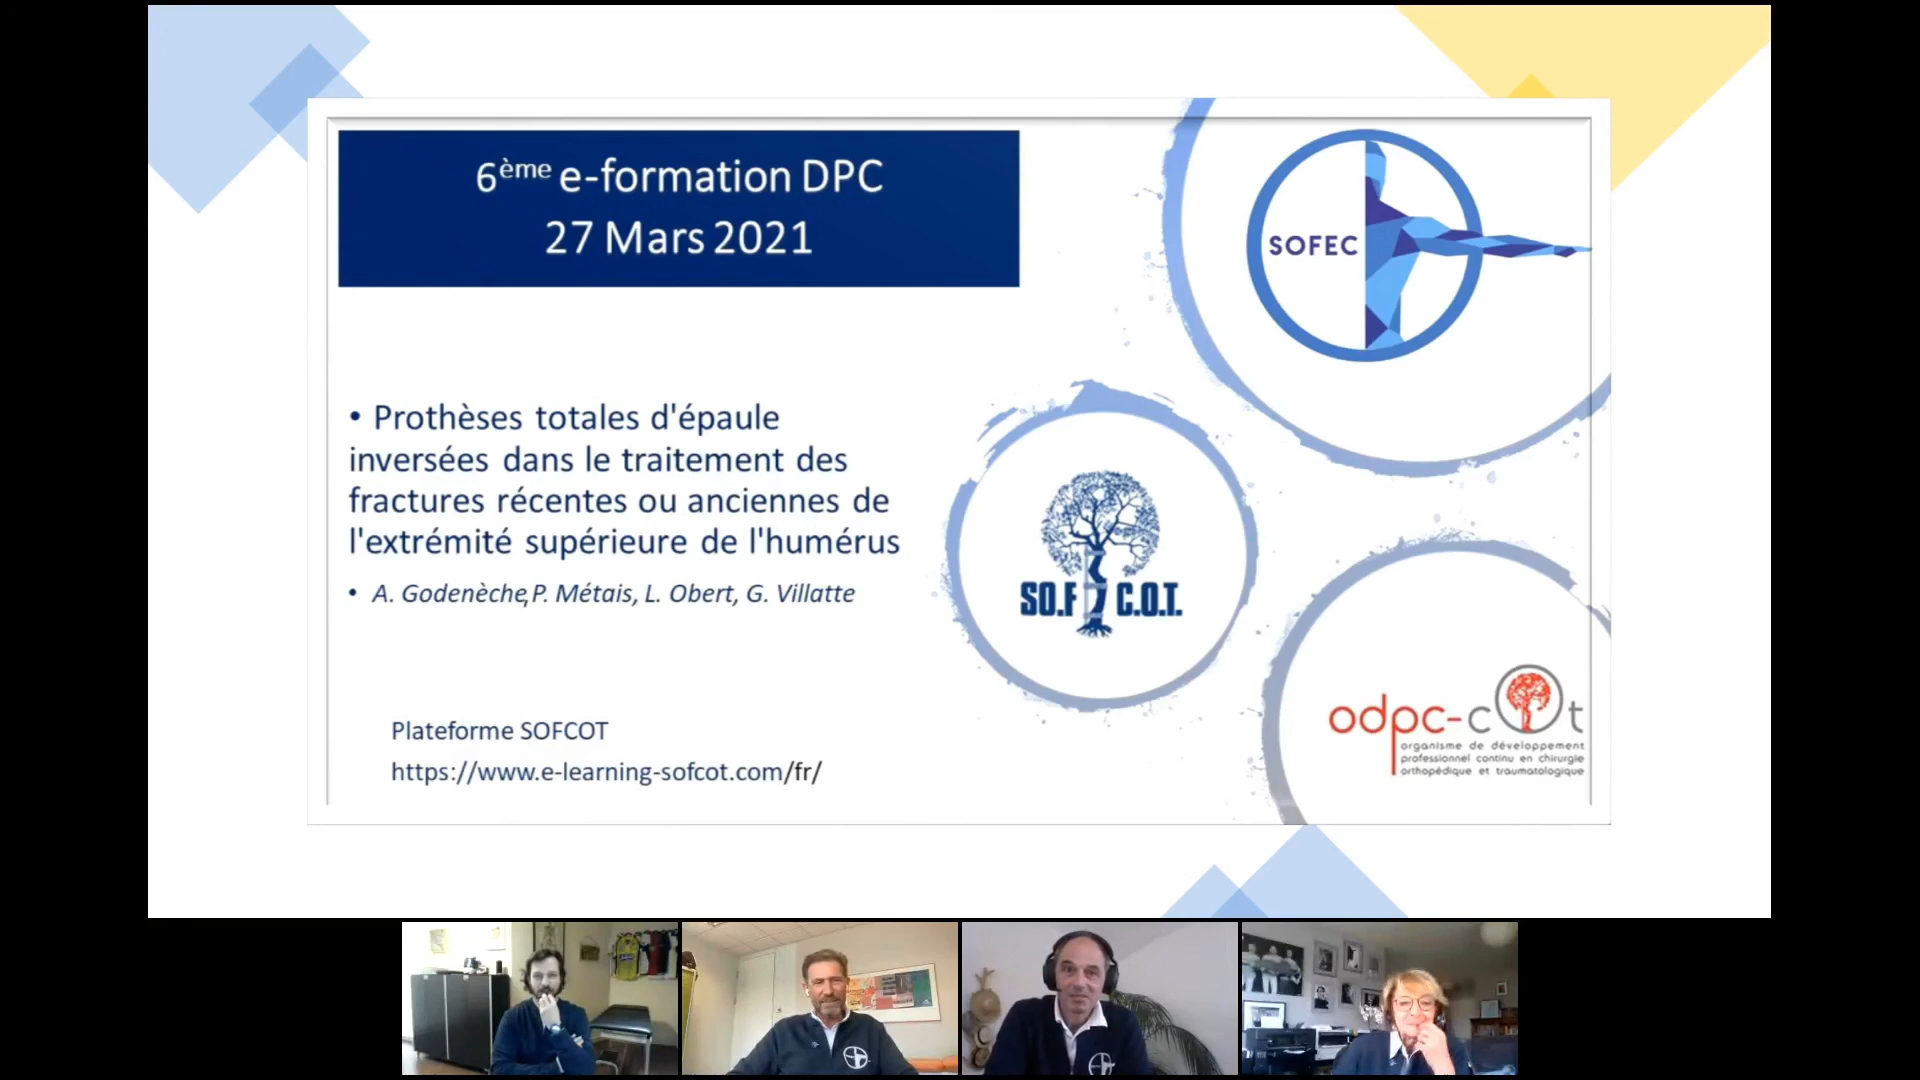 6ème e-formation DPC
27 Mars 2021
SOFEC
• Prothèses totales d'épaule
inversées dans le traitement des
fractures récentes ou anciennes de
l'extrémité supérieure de l'humérus
• A. Godenèche, P. Métais, L. Obert, G. Villatte
SO.F C.O.T.
Plateforme SOFCOT
https://www.e-learning-sofcot.com/fr/
odpc-cot
organisme de développement
professionnel continu en chirurgie
orthopédique et traumatologique